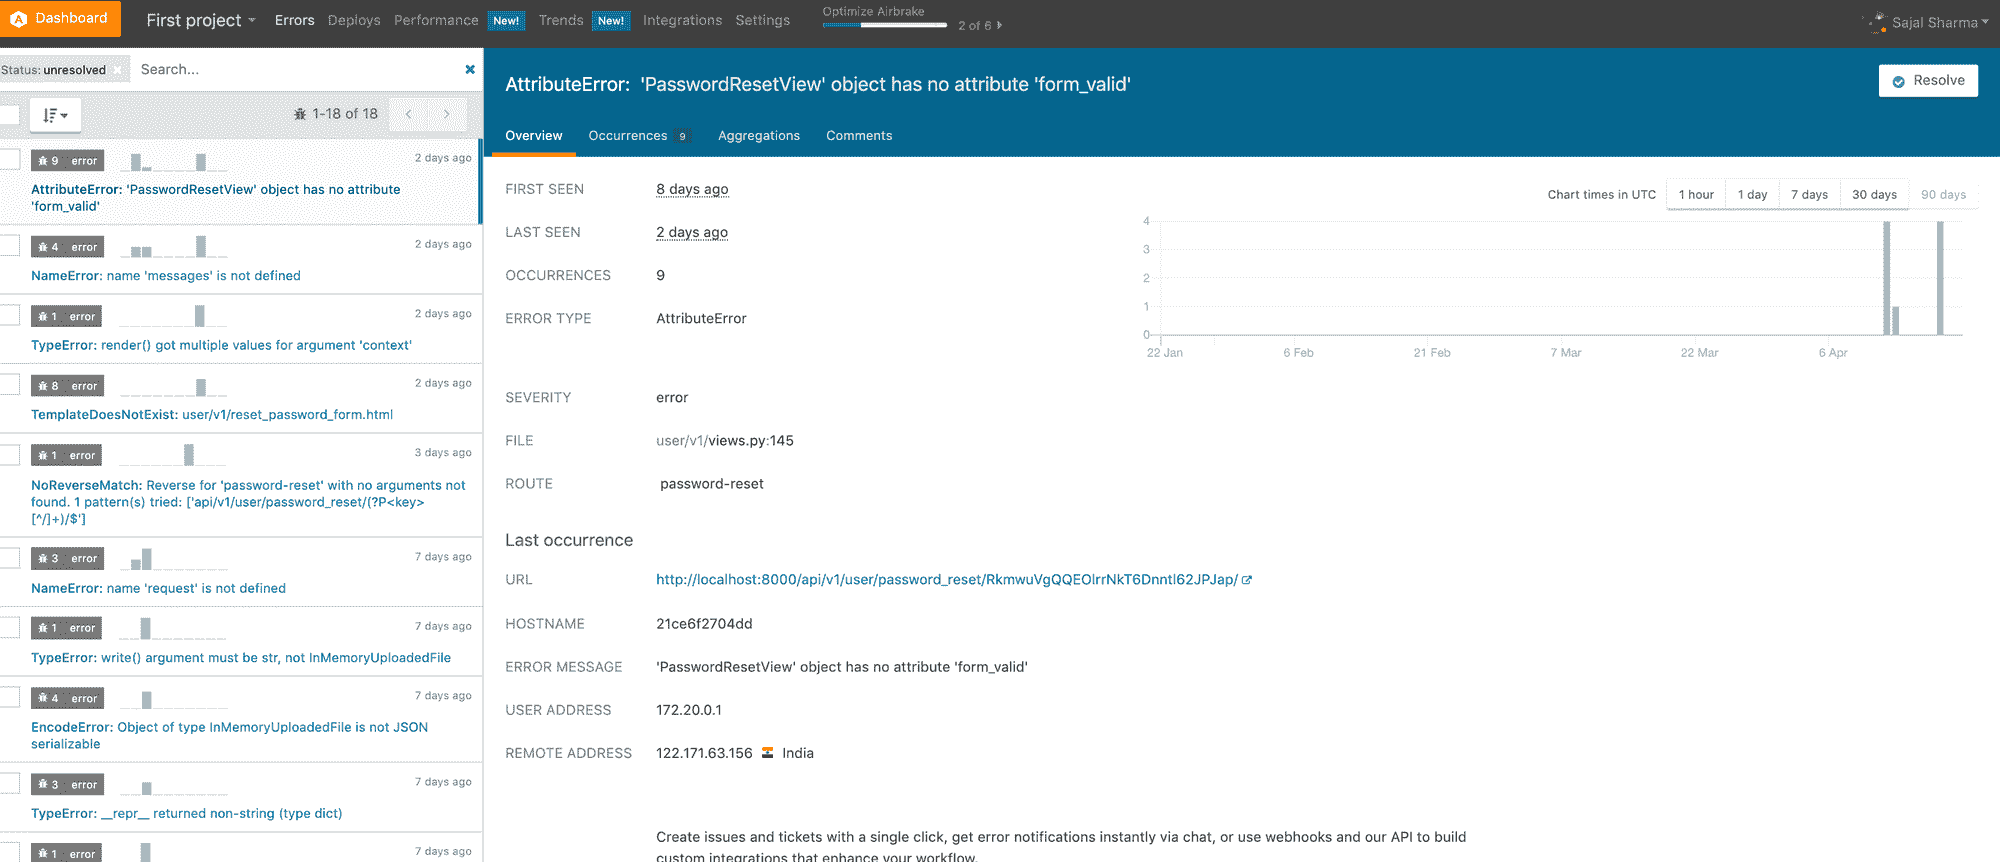 Dashboard
First project
Errors
Deploys
Performance
New!
Trends
New!
Integrations
Settings
Optimize Airbrake
2 of 6
Sajal Sharma
Status: unresolved
Search...
1-18 of 18
9 error
2 days ago
AttributeError: 'PasswordResetView' object has no attribute
'form_valid'
4 error
2 days ago
NameError: name 'messages' is not defined
1 error
2 days ago
TypeError: render() got multiple values for argument 'context'
8 error
2 days ago
TemplateDoesNotExist: user/v1/reset_password_form.html
1 error
3 days ago
NoReverseMatch: Reverse for 'password-reset' with no arguments not
found. 1 pattern(s) tried: ['api/v1/user/password_reset/(?P<key>
[^/]+)/$']
3 error
7 days ago
NameError: name 'request' is not defined
1 error
7 days ago
TypeError: write() argument must be str, not InMemoryUploadedFile
4 error
7 days ago
EncodeError: Object of type InMemoryUploadedFile is not JSON
serializable
3 error
7 days ago
TypeError: __repr__ returned non-string (type dict)
1 error
7 days ago
AttributeError: 'PasswordResetView' object has no attribute 'form_valid'
Resolve
Overview
Occurrences 9
Aggregations
Comments
FIRST SEEN
8 days ago
LAST SEEN
2 days ago
OCCURRENCES
9
ERROR TYPE
AttributeError
Chart times in UTC
1 hour
1 day
7 days
30 days
90 days
4
3
2
1
0
22 Jan
6 Feb
21 Feb
7 Mar
22 Mar
6 Apr
SEVERITY
error
FILE
user/v1/views.py:145
ROUTE
password-reset
Last occurrence
URL
http://localhost:8000/api/v1/user/password_reset/RkmwuVgQQEOlrrNkT6Dnntl62JPJap/
HOSTNAME
21ce6f2704dd
ERROR MESSAGE
'PasswordResetView' object has no attribute 'form_valid'
USER ADDRESS
172.20.0.1
REMOTE ADDRESS
122.171.63.156 India
Create issues and tickets with a single click, get error notifications instantly via chat, or use webhooks and our API to build
custom integrations that enhance your workflow.